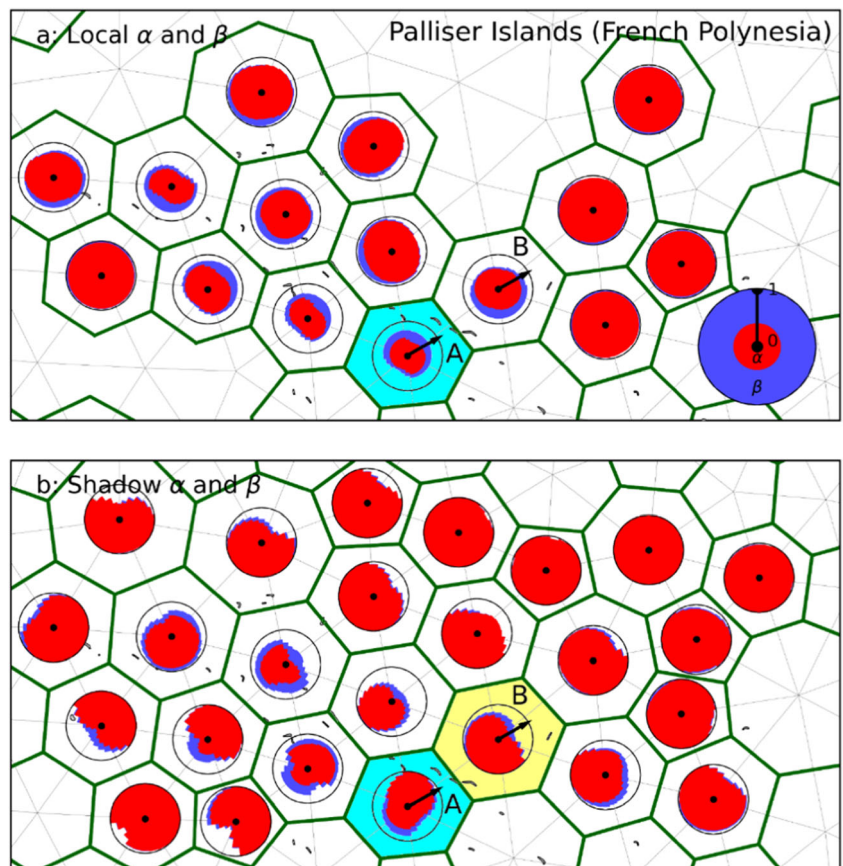 a: Local α and β
Palliser Islands (French Polynesia)
B
A
1
0
α
β
b: Shadow α and β
B
A